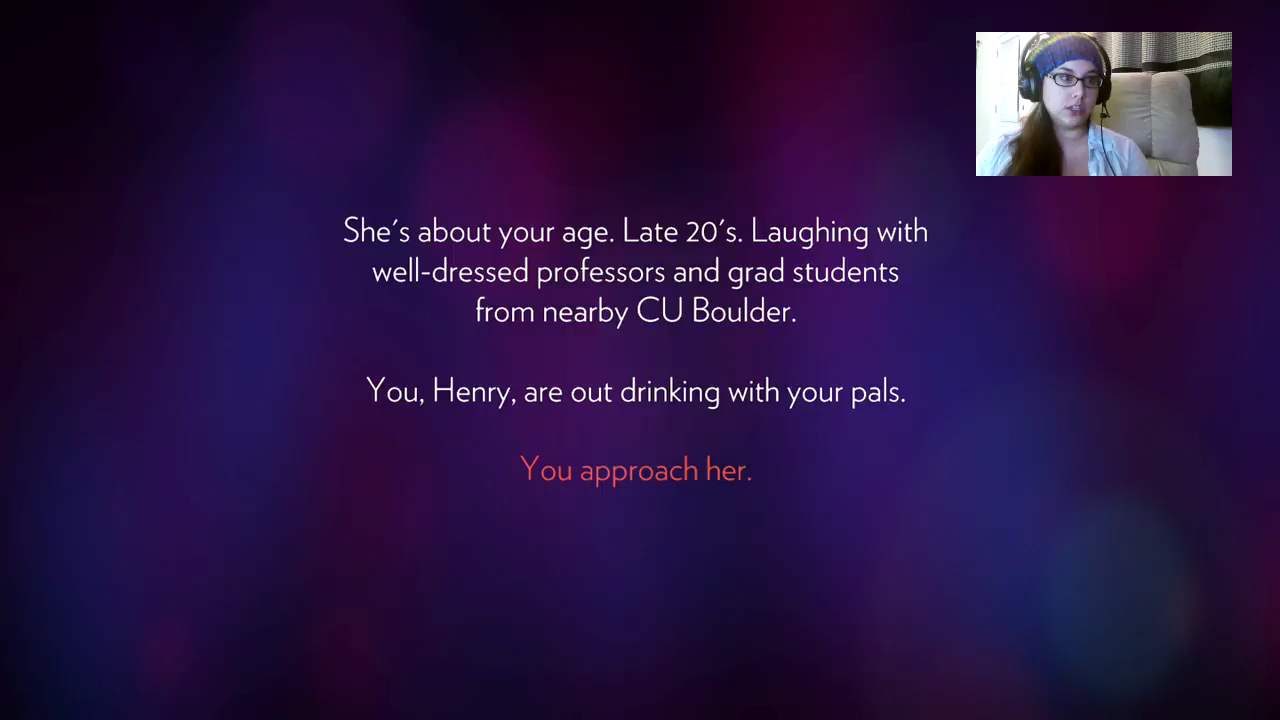 She's about your age. Late 20's. Laughing with
well-dressed professors and grad students
from nearby CU Boulder.
You, Henry, are out drinking with your pals.
You approach her.